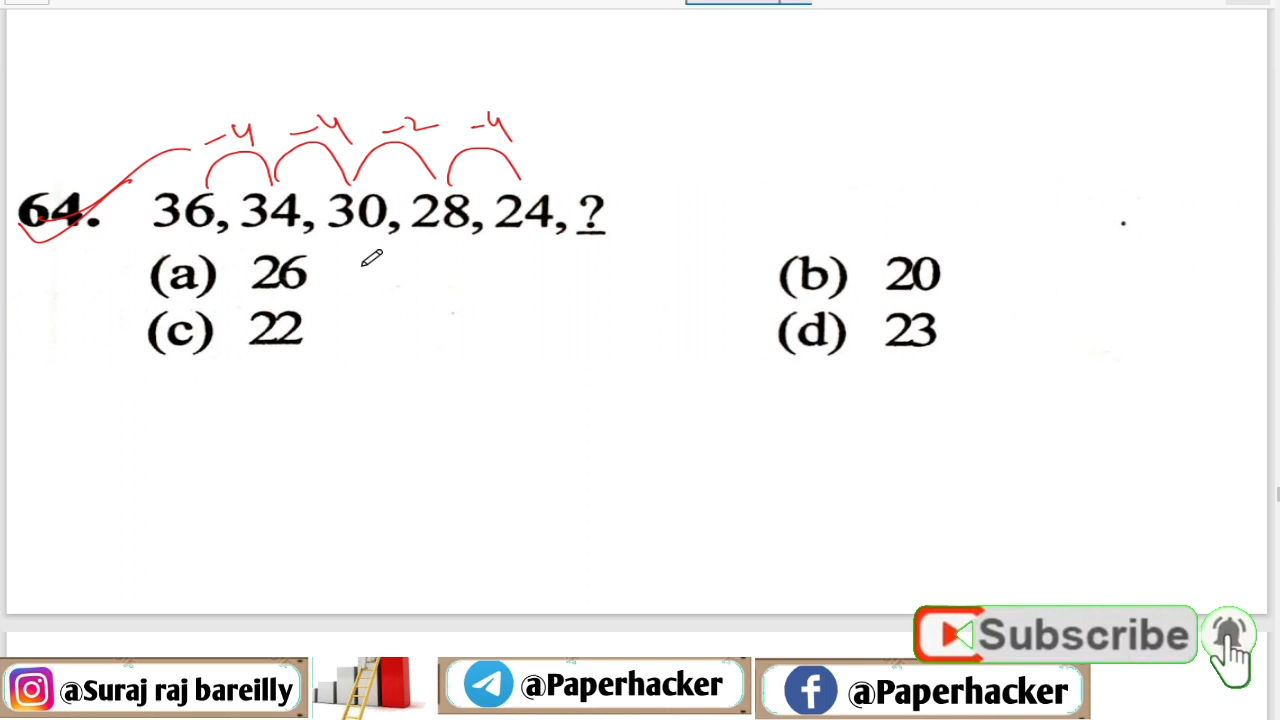 -4 -4 -2 -4
64. 36, 34, 30, 28, 24, ?
(a) 26 (b) 20
(c) 22 (d) 23
Subscribe
@Suraj raj bareilly @Paperhacker @Paperhacker